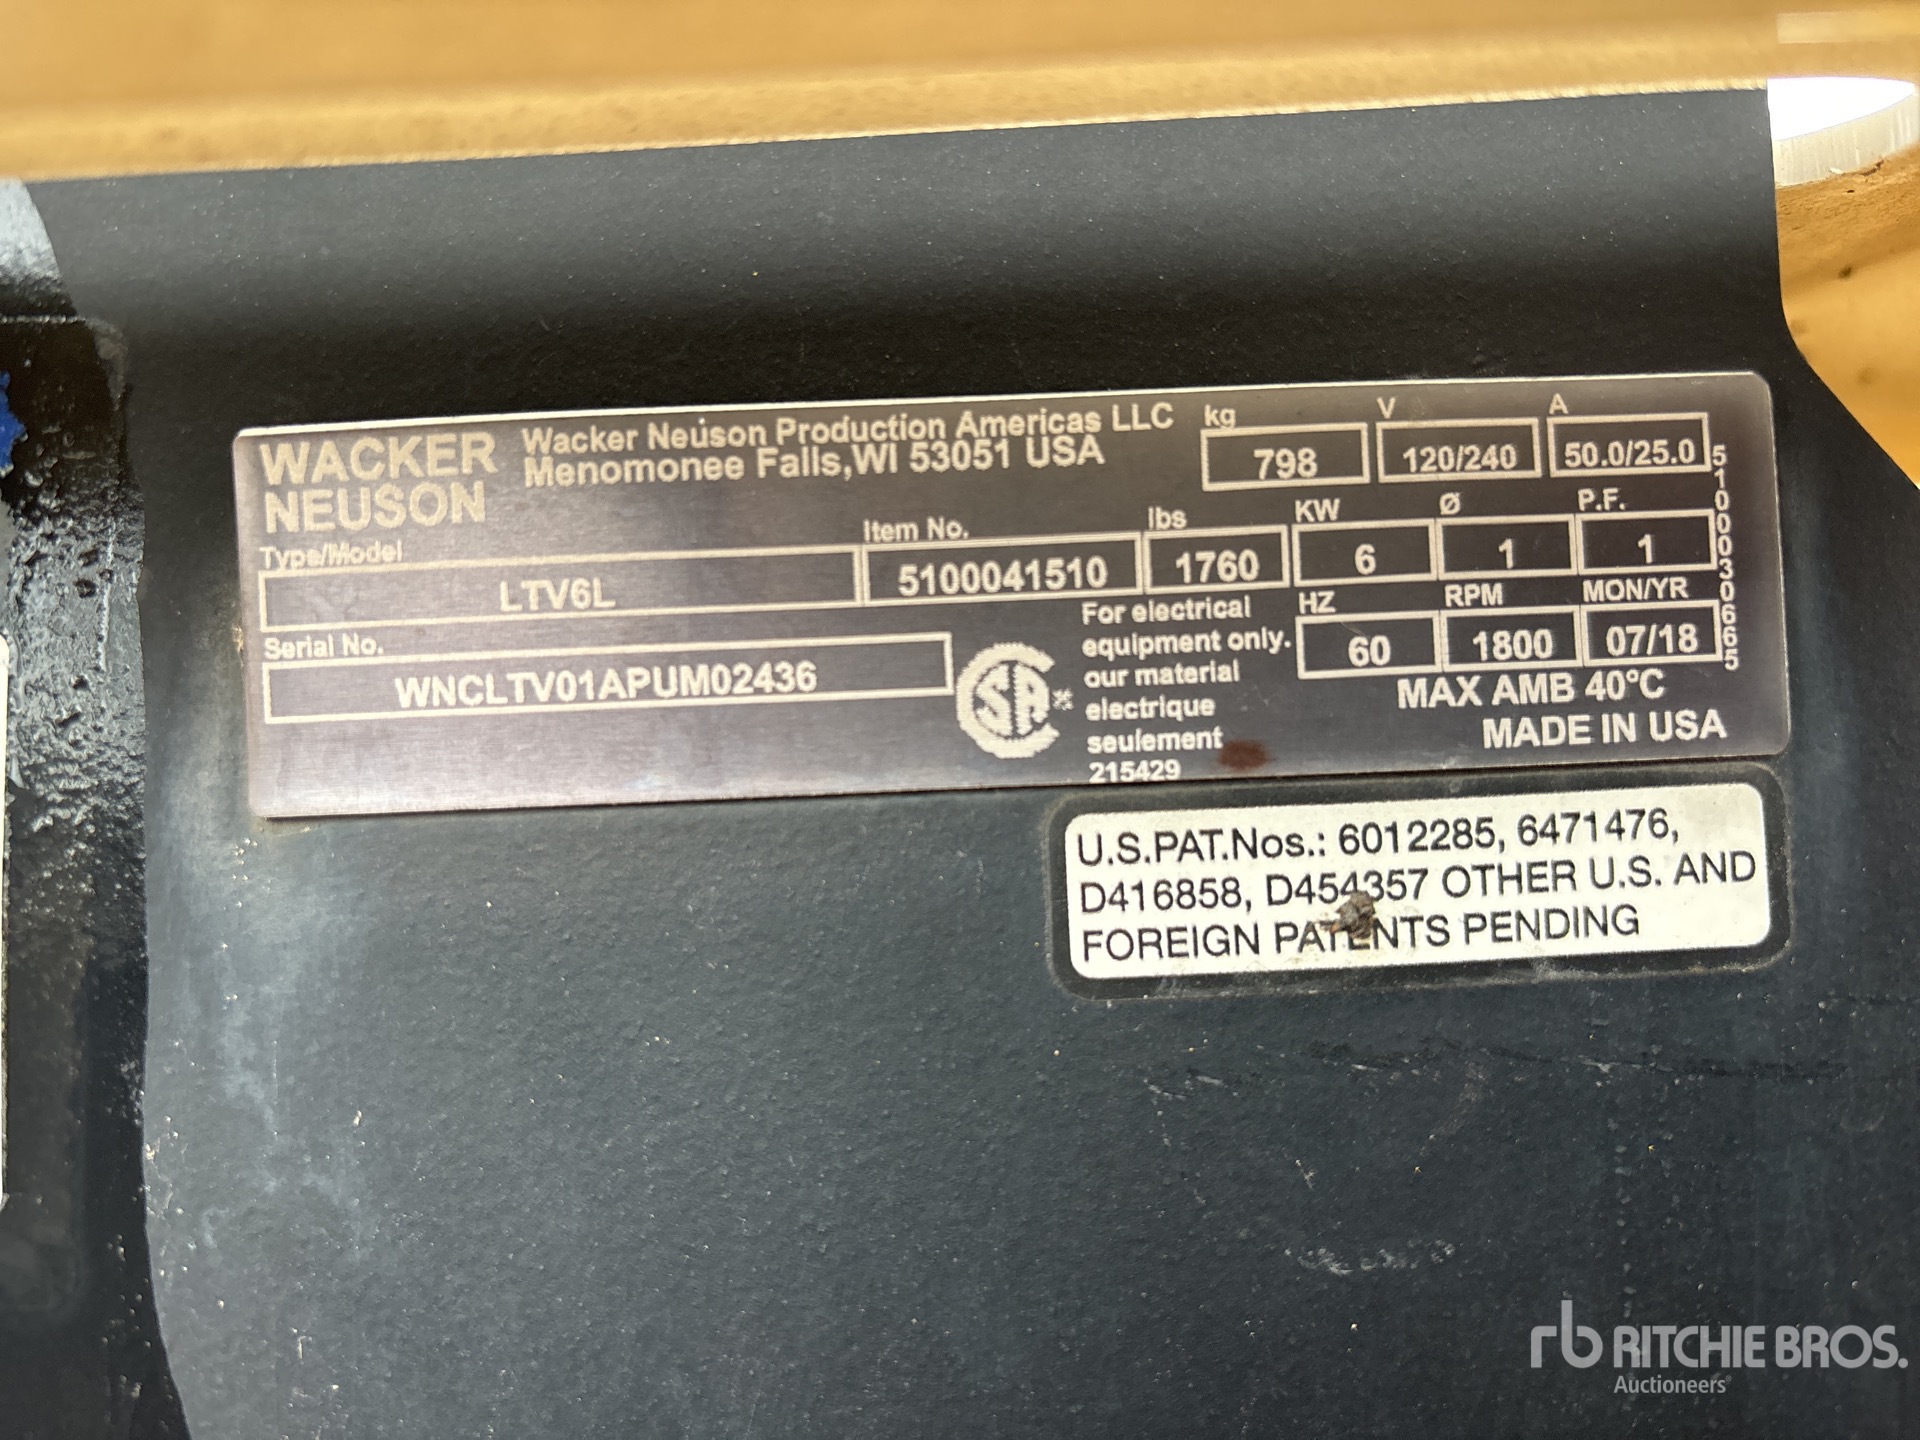 WACKER
NEUSON
Wacker Neuson Production Americas LLC
Menomonee Falls,WI 53051 USA
kg
798
V
120/240
A
50.0/25.0
Type/Model
LTV6L
Item No.
5100041510
lbs
1760
KW
6
Ø
1
P.F.
1
Serial No.
WNCLTV01APUM02436
CSA
For electrical
equipment only.
our material
electrique
seulement
215429
HZ
60
RPM
1800
MON/YR
07/18
MAX AMB 40°C
MADE IN USA
5100030665
U.S.PAT.Nos.: 6012285, 6471476,
D416858, D454357 OTHER U.S. AND
FOREIGN PATENTS PENDING
rb RITCHIE BROS.
Auctioneers